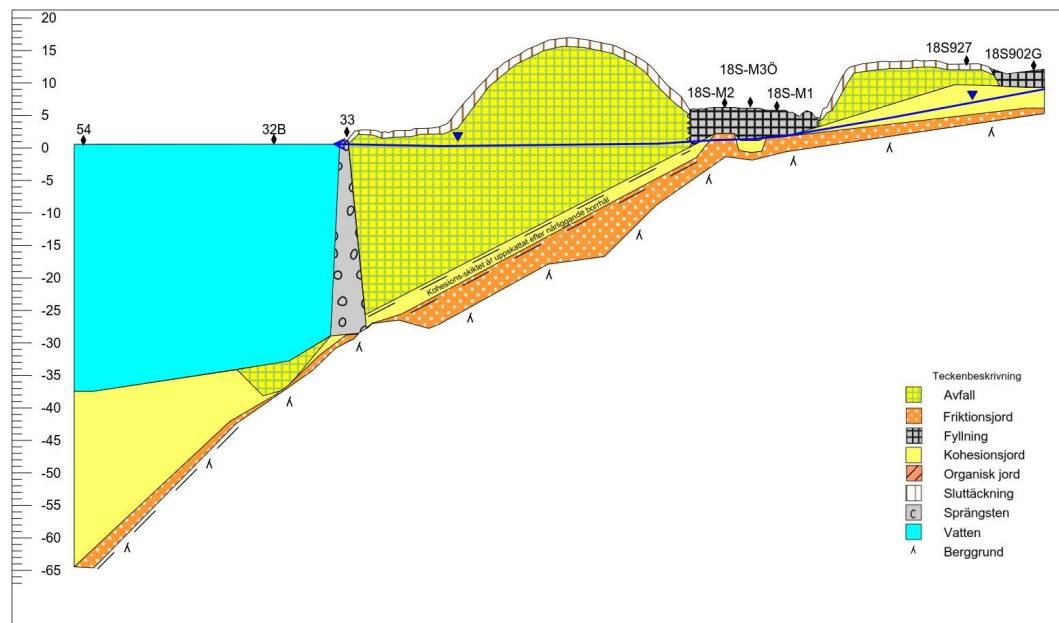 20
15
10
5
0
-5
-10
-15
-20
-25
-30
-35
-40
-45
-50
-55
-60
-65
54
32B
33
18S-M2
18S-M3Ö
18S-M1
18S927
18S902G
Kohesions-skiktet är uppskattat efter närliggande borrhål
Teckenbeskrivning
Avfall
Friktionsjord
Fyllning
Kohesionsjord
Organisk jord
Sluttäckning
Sprängsten
Vatten
Berggrund